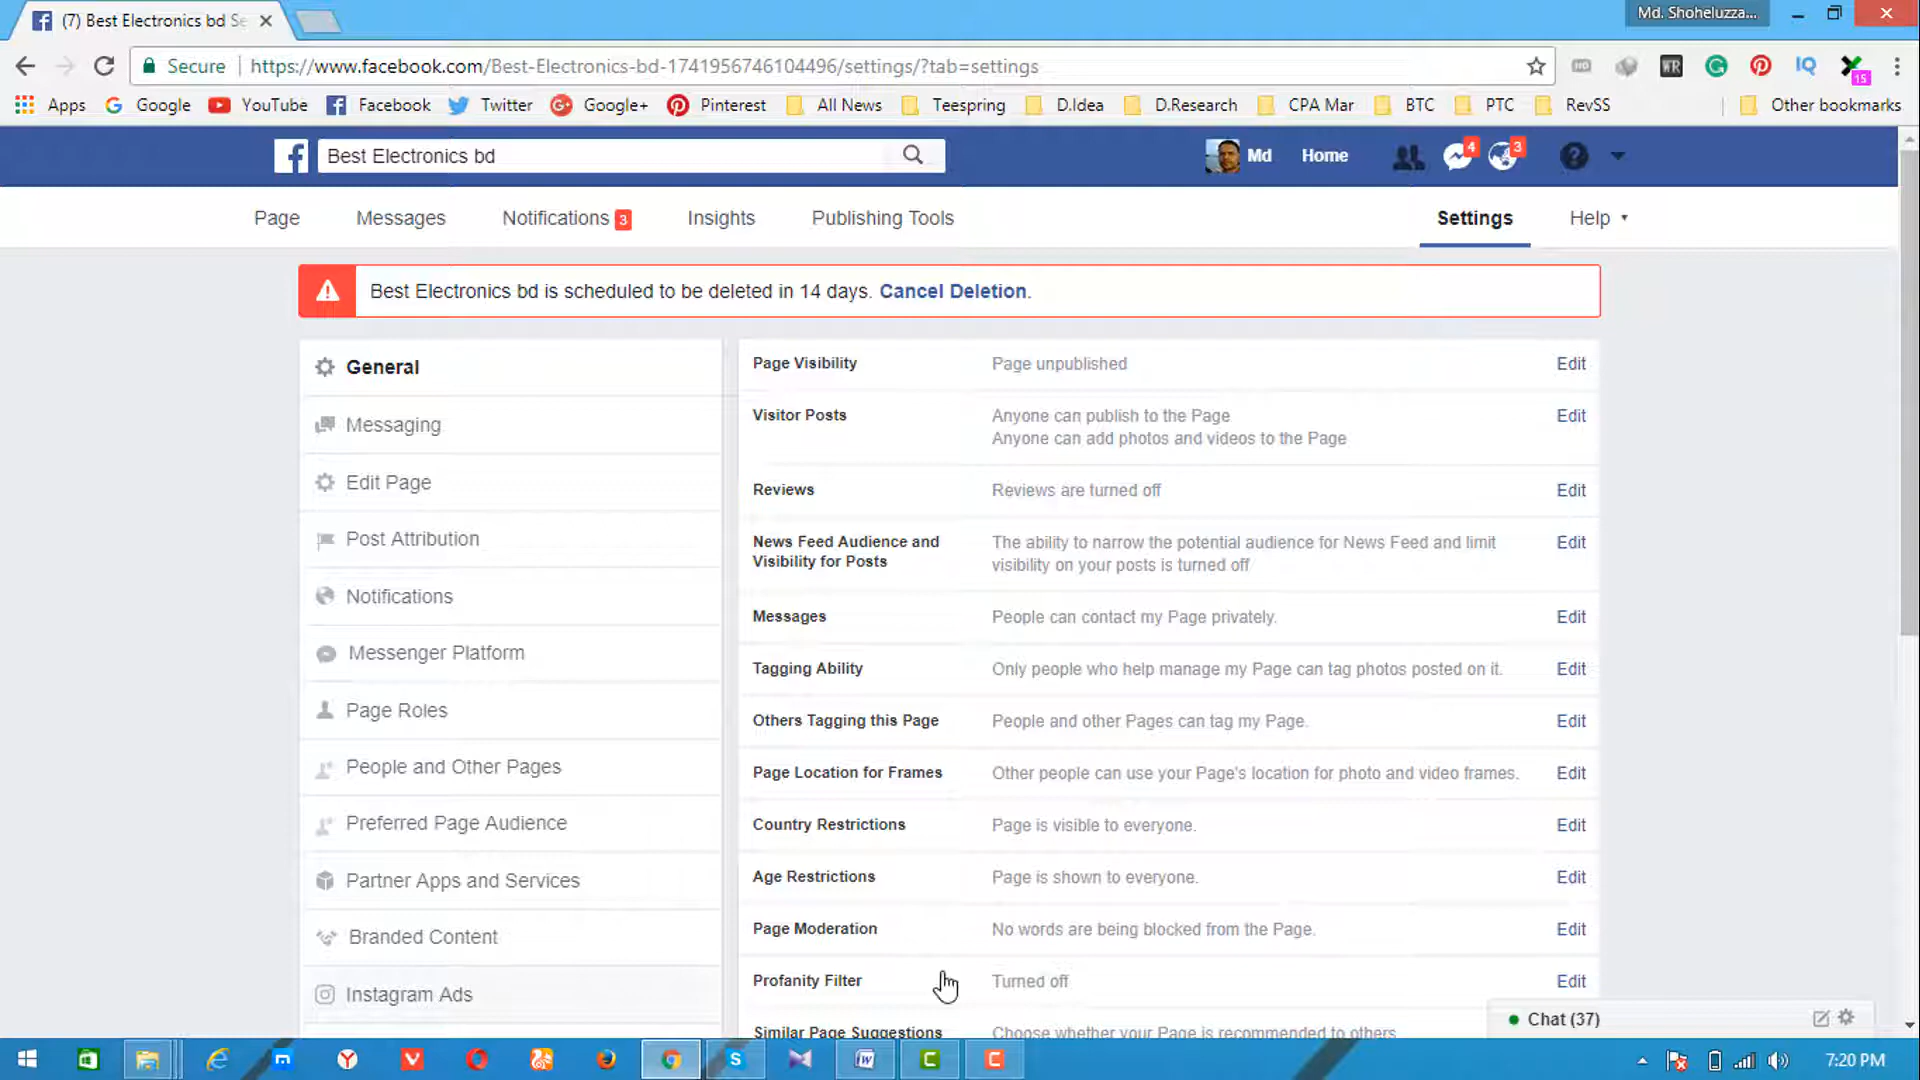 (7) Best Electronics bd Se
Md. Shoheluzza...
Secure | https://www.facebook.com/Best-Electronics-bd-1741956746104496/settings/?tab=settings
WR
IQ
15
Apps Google YouTube Facebook Twitter Google+ Pinterest All News Teespring D.Idea D.Research CPA Mar BTC PTC RevSS Other bookmarks
Best Electronics bd
Md Home 4 3
Page Messages Notifications 3 Insights Publishing Tools Settings Help
Best Electronics bd is scheduled to be deleted in 14 days. Cancel Deletion.
General
Messaging
Edit Page
Post Attribution
Notifications
Messenger Platform
Page Roles
People and Other Pages
Preferred Page Audience
Partner Apps and Services
Branded Content
Instagram Ads
Page Visibility Page unpublished Edit
Visitor Posts Anyone can publish to the Page Edit
Anyone can add photos and videos to the Page
Reviews Reviews are turned off Edit
News Feed Audience and The ability to narrow the potential audience for News Feed and limit Edit
Visibility for Posts visibility on your posts is turned off
Messages People can contact my Page privately. Edit
Tagging Ability Only people who help manage my Page can tag photos posted on it. Edit
Others Tagging this Page People and other Pages can tag my Page. Edit
Page Location for Frames Other people can use your Page's location for photo and video frames. Edit
Country Restrictions Page is visible to everyone. Edit
Age Restrictions Page is shown to everyone. Edit
Page Moderation No words are being blocked from the Page. Edit
Profanity Filter Turned off Edit
Similar Page Suggestions Choose whether your Page is recommended to others
Chat (37)
7:20 PM